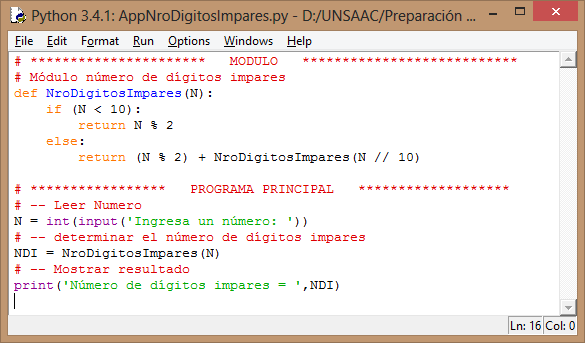 Python 3.4.1: AppNroDigitosImpares.py - D:/UNSAAC/Preparación ...
File Edit Format Run Options Windows Help
# ********************** MODULO ***************************
# Módulo número de dígitos impares
def NroDigitosImpares(N):
    if (N < 10):
        return N % 2
    else:
        return (N % 2) + NroDigitosImpares(N // 10)
# ***************** PROGRAMA PRINCIPAL *******************
# -- Leer Numero
N = int(input('Ingresa un número: '))
# -- determinar el número de dígitos impares
NDI = NroDigitosImpares(N)
# -- Mostrar resultado
print('Número de dígitos impares = ',NDI)
Ln: 16 Col: 0